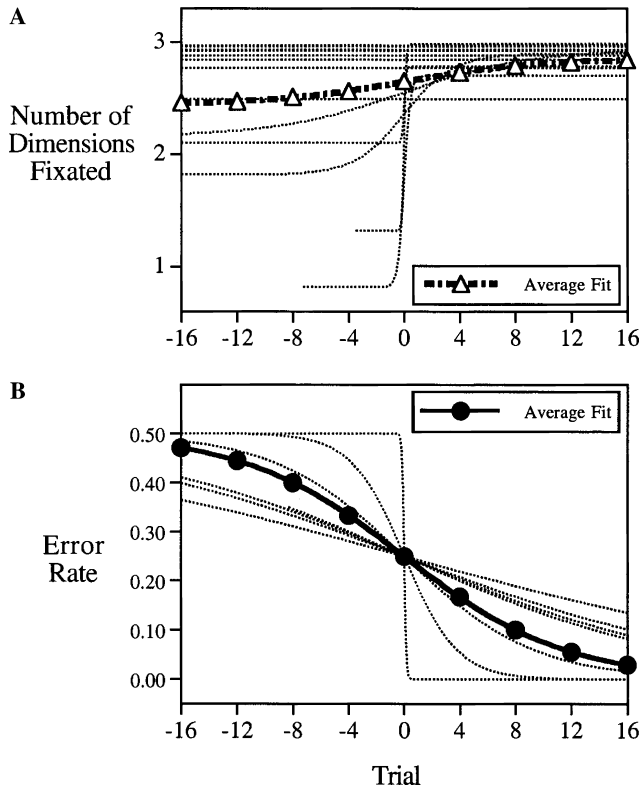 A
3
2
1
Number of
Dimensions
Fixated
Average Fit
-16 -12 -8 -4 0 4 8 12 16
B
Average Fit
0.50
0.40
0.30
0.20
0.10
0.00
Error
Rate
-16 -12 -8 -4 0 4 8 12 16
Trial